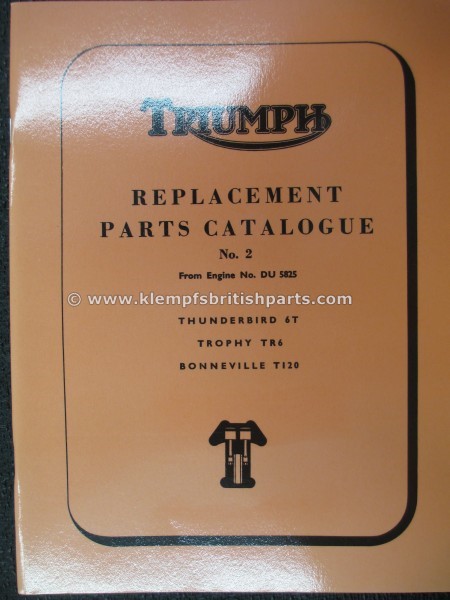 TRIUMPH
REPLACEMENT
PARTS CATALOGUE
No. 2
From Engine No. DU 5825
© www.klempfsbritishparts.com
THUNDERBIRD 6T
TROPHY TR6
BONNEVILLE T120